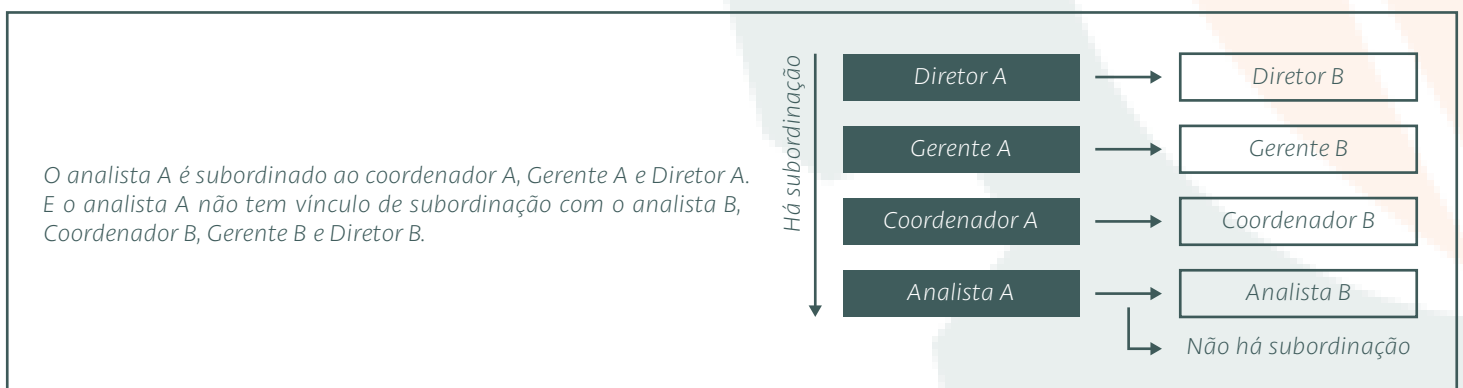 O analista A é subordinado ao coordenador A, Gerente A e Diretor A.
E o analista A não tem vínculo de subordinação com o analista B,
Coordenador B, Gerente B e Diretor B.
Há subordinação
Diretor A
Diretor B
Gerente A
Gerente B
Coordenador A
Coordenador B
Analista A
Analista B
Não há subordinação